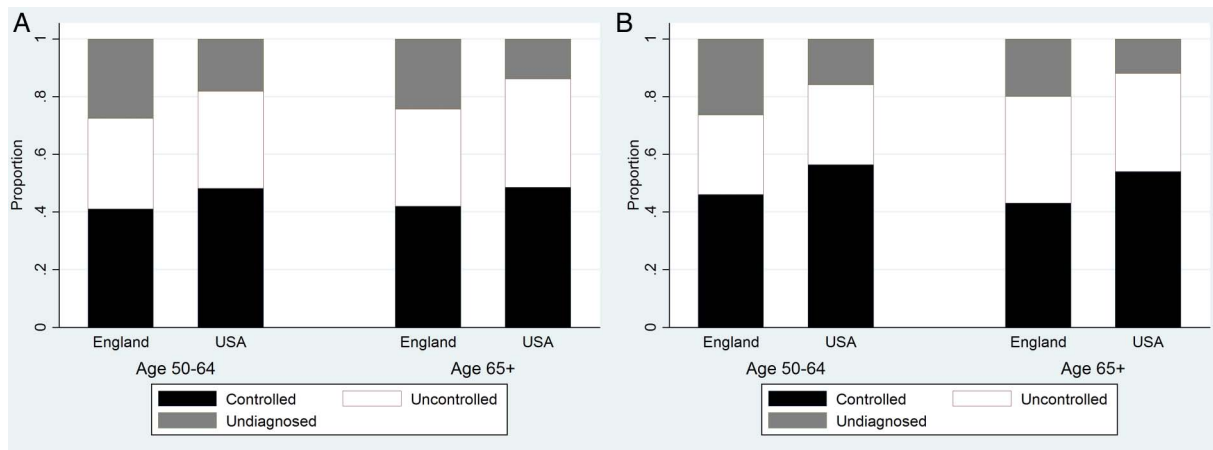 A
Proportion
1
.8
.6
.4
.2
0
England USA England USA
Age 50-64 Age 65+
Controlled Uncontrolled
Undiagnosed
B
Proportion
1
.8
.6
.4
.2
0
England USA England USA
Age 50-64 Age 65+
Controlled Uncontrolled
Undiagnosed